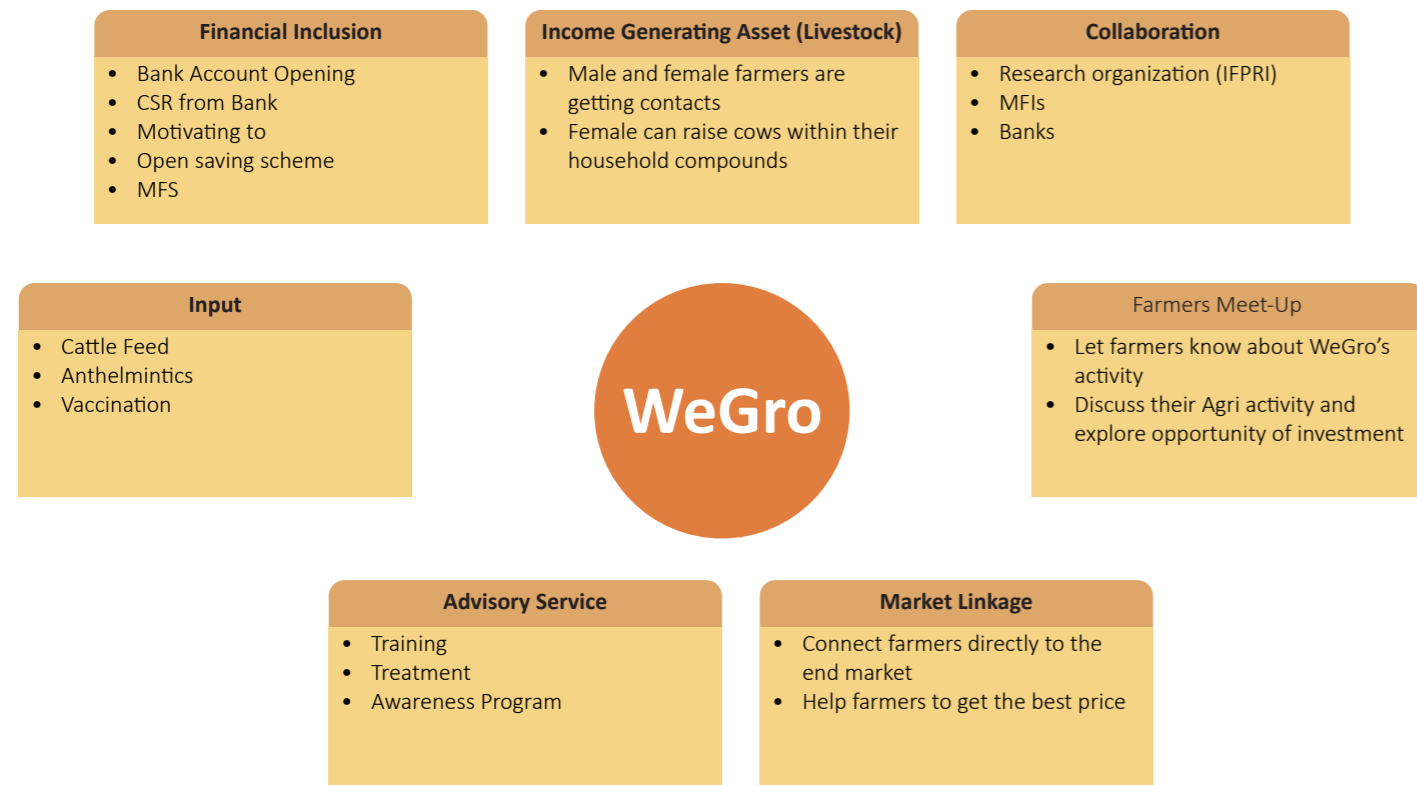 Financial Inclusion
• Bank Account Opening
• CSR from Bank
• Motivating to
• Open saving scheme
• MFS
Income Generating Asset (Livestock)
• Male and female farmers are
getting contacts
• Female can raise cows within their
household compounds
Collaboration
• Research organization (IFPRI)
• MFIs
• Banks
Input
• Cattle Feed
• Anthelmintics
• Vaccination
WeGro
Farmers Meet-Up
• Let farmers know about WeGro’s
activity
• Discuss their Agri activity and
explore opportunity of investment
Advisory Service
• Training
• Treatment
• Awareness Program
Market Linkage
• Connect farmers directly to the
end market
• Help farmers to get the best price